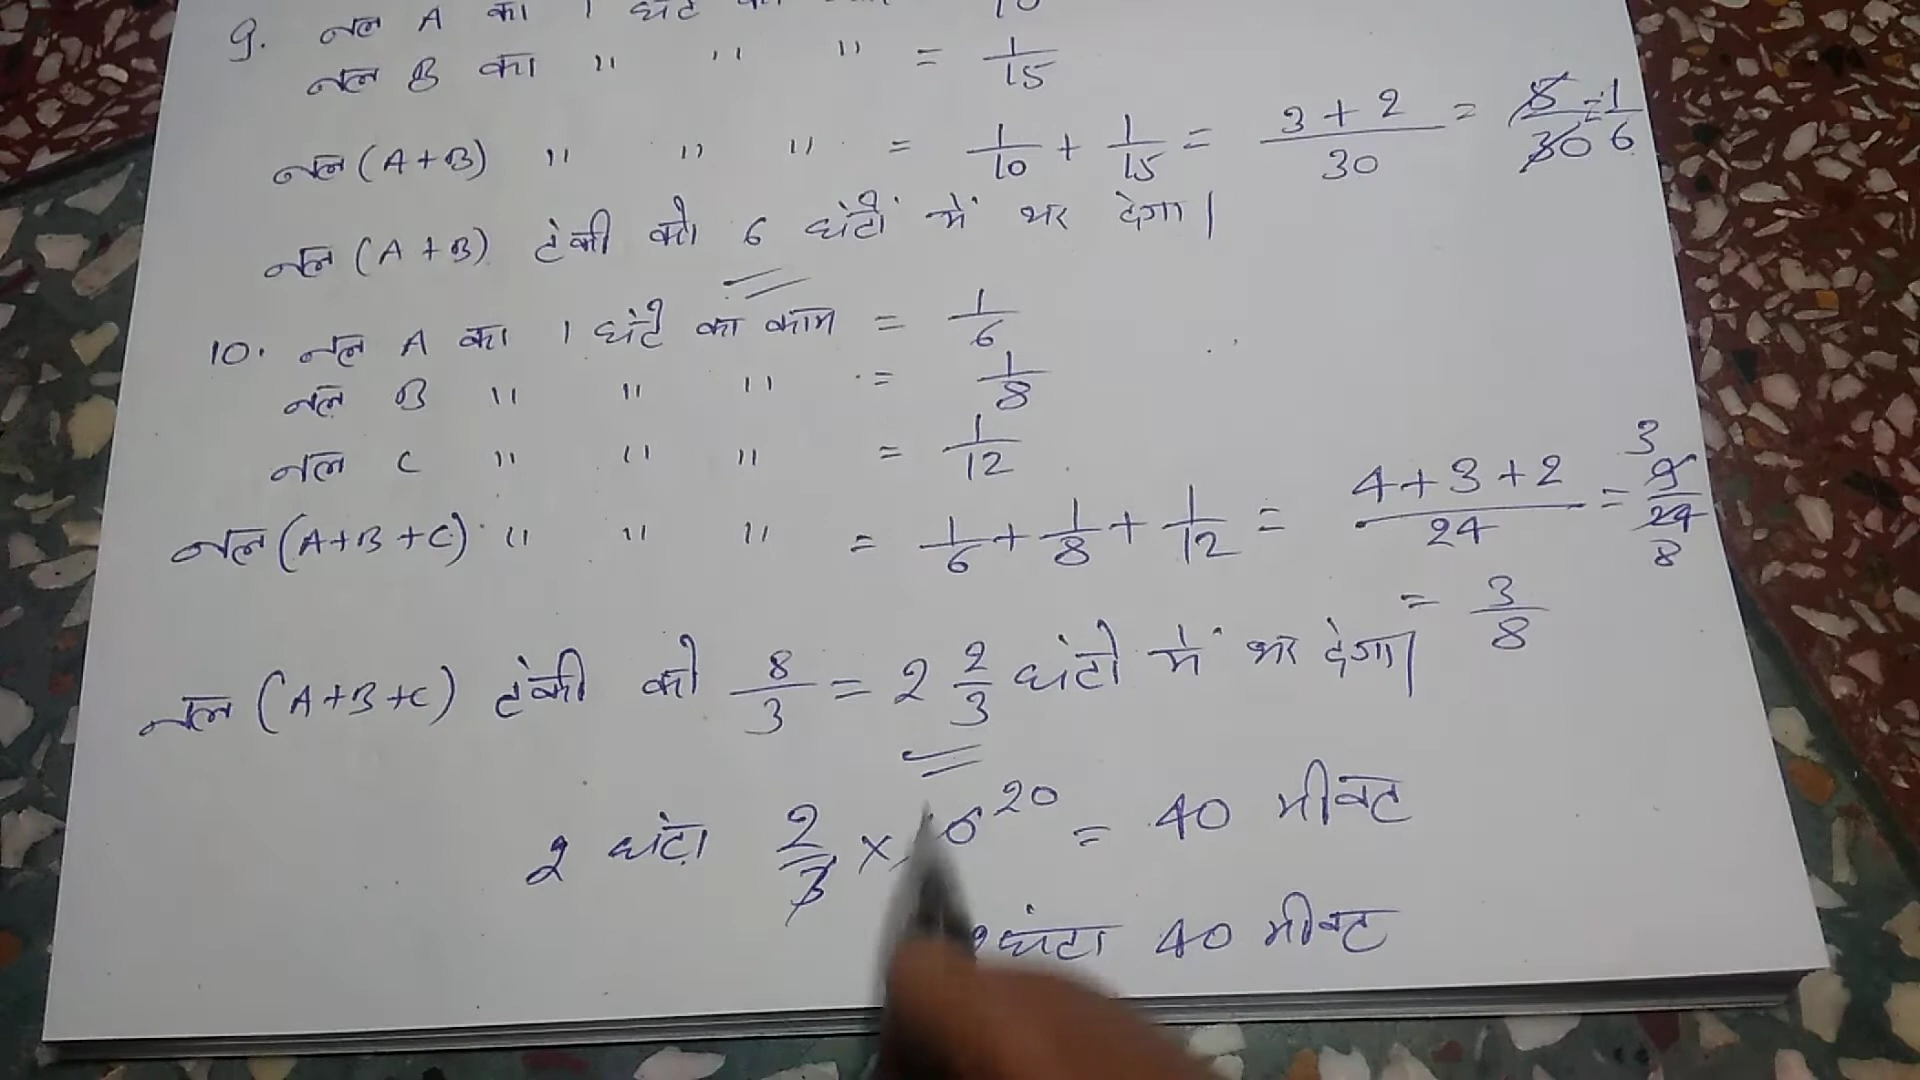 9. नल A का 1 घंटे का
नल B का " " " = 1/15
नल (A+B) " " " = 1/10 + 1/15 = 3+2/30 = 5/30 = 1/6
नल (A+B) टंकी को 6 घंटों में भर देगा।
10. नल A का 1 घंटे का काम = 1/6
नल B " " " = 1/8
नल C " " " = 1/12
नल (A+B+C) " " " = 1/6 + 1/8 + 1/12 = 4+3+2/24 = 9/24 3 8
= 3/8
नल (A+B+C) टंकी को 8/3 = 2 2/3 घंटो में भर देगा।
2 घंटा 2/3 × 20 = 40 मीनट
घंटा 40 मीनट